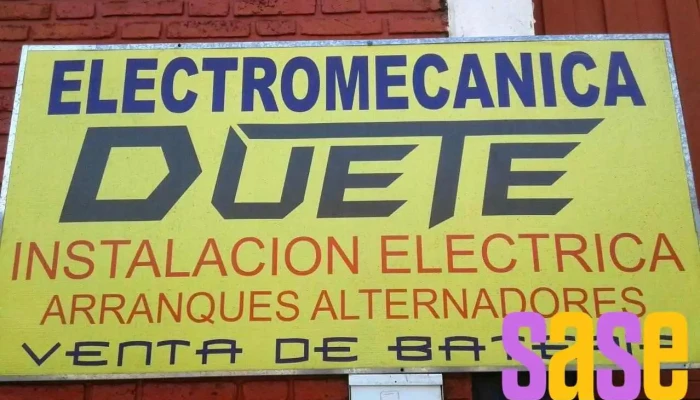 ELECTROMECANICA
DUETE
INSTALACION ELECTRICA
ARRANQUES ALTERNADORES
VENTA DE
sase